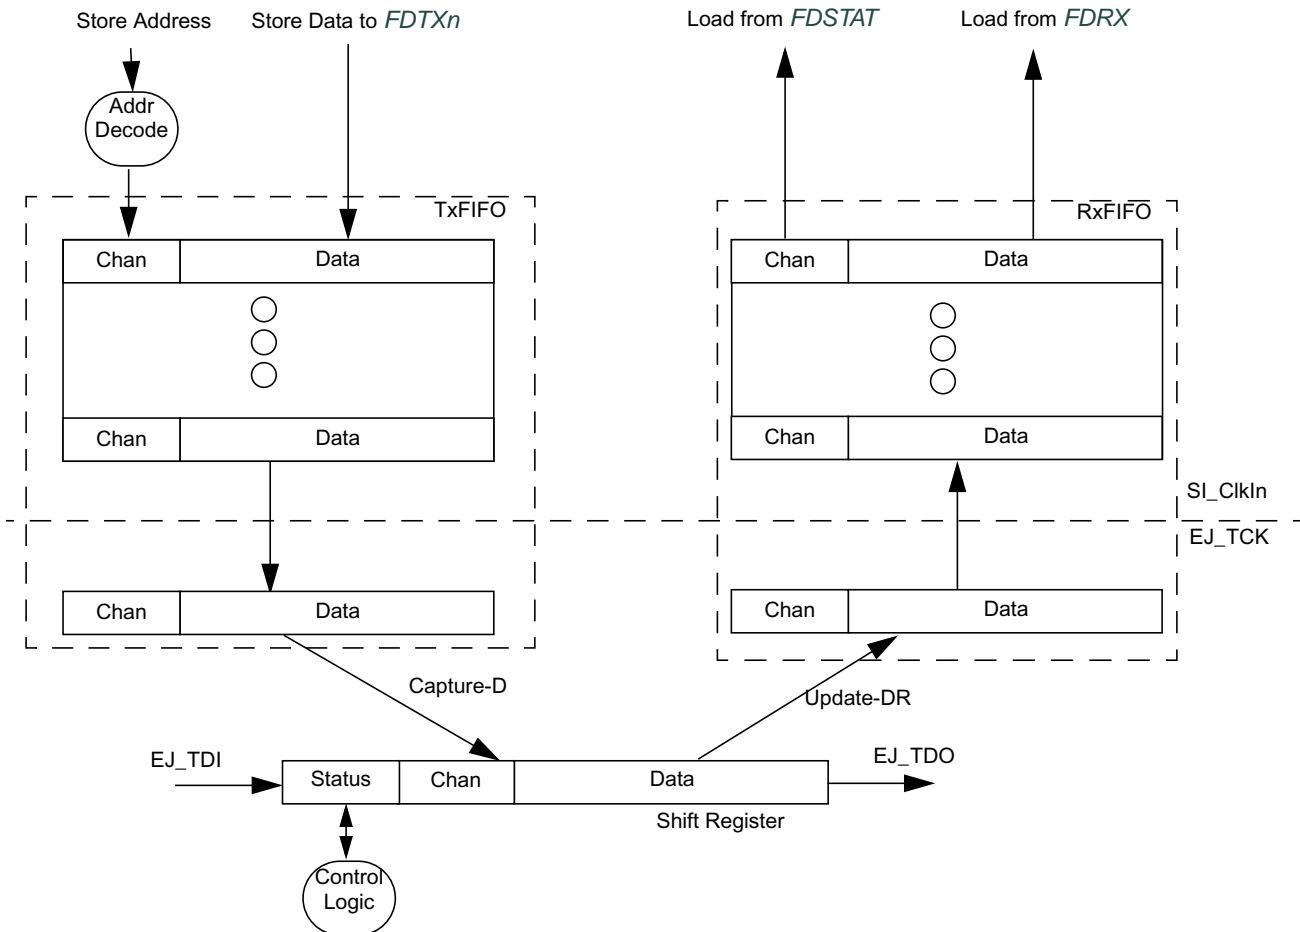 Store Address
Store Data to FDTXn
Load from FDSTAT
Load from FDRX
Addr
Decode
TxFIFO
RxFIFO
Chan
Data
Chan
Data
Chan
Data
Chan
Data
SI_ClkIn
EJ_TCK
Chan
Data
Chan
Data
Capture-D
Update-DR
EJ_TDI
EJ_TDO
Status
Chan
Data
Shift Register
Control
Logic